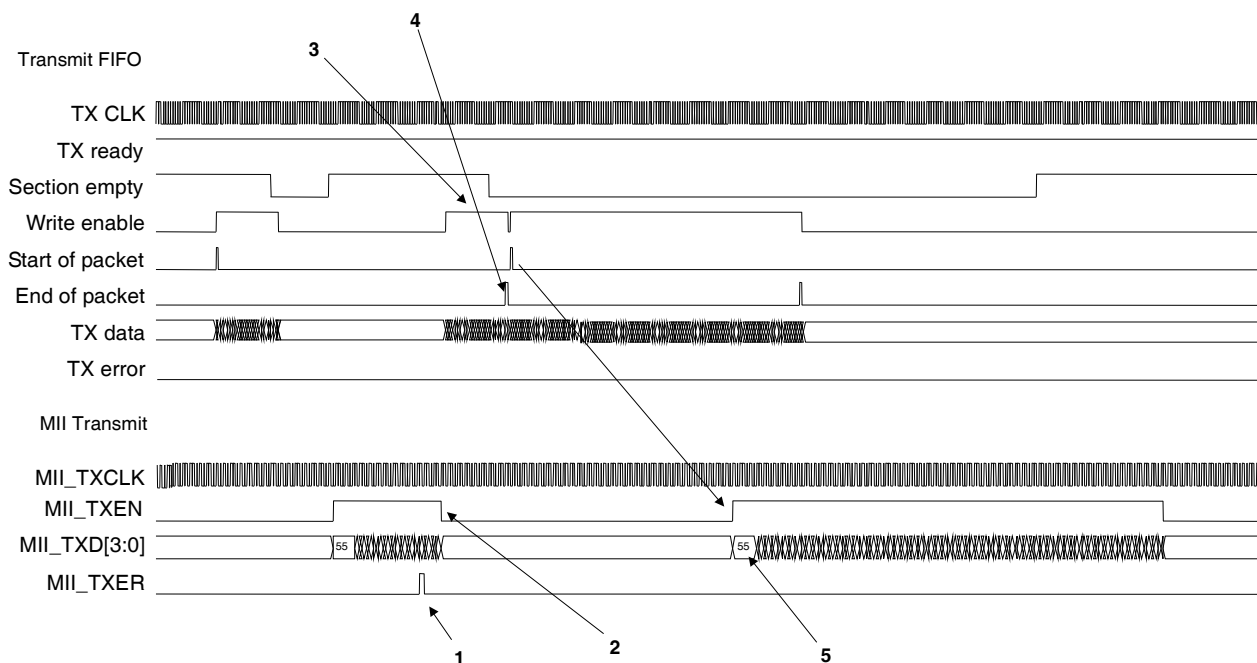 4
3
Transmit FIFO
TX CLK
TX ready
Section empty
Write enable
Start of packet
End of packet
TX data
TX error
MII Transmit
MII_TXCLK
MII_TXEN
MII_TXD[3:0] 55 55
MII_TXER
1 2 5